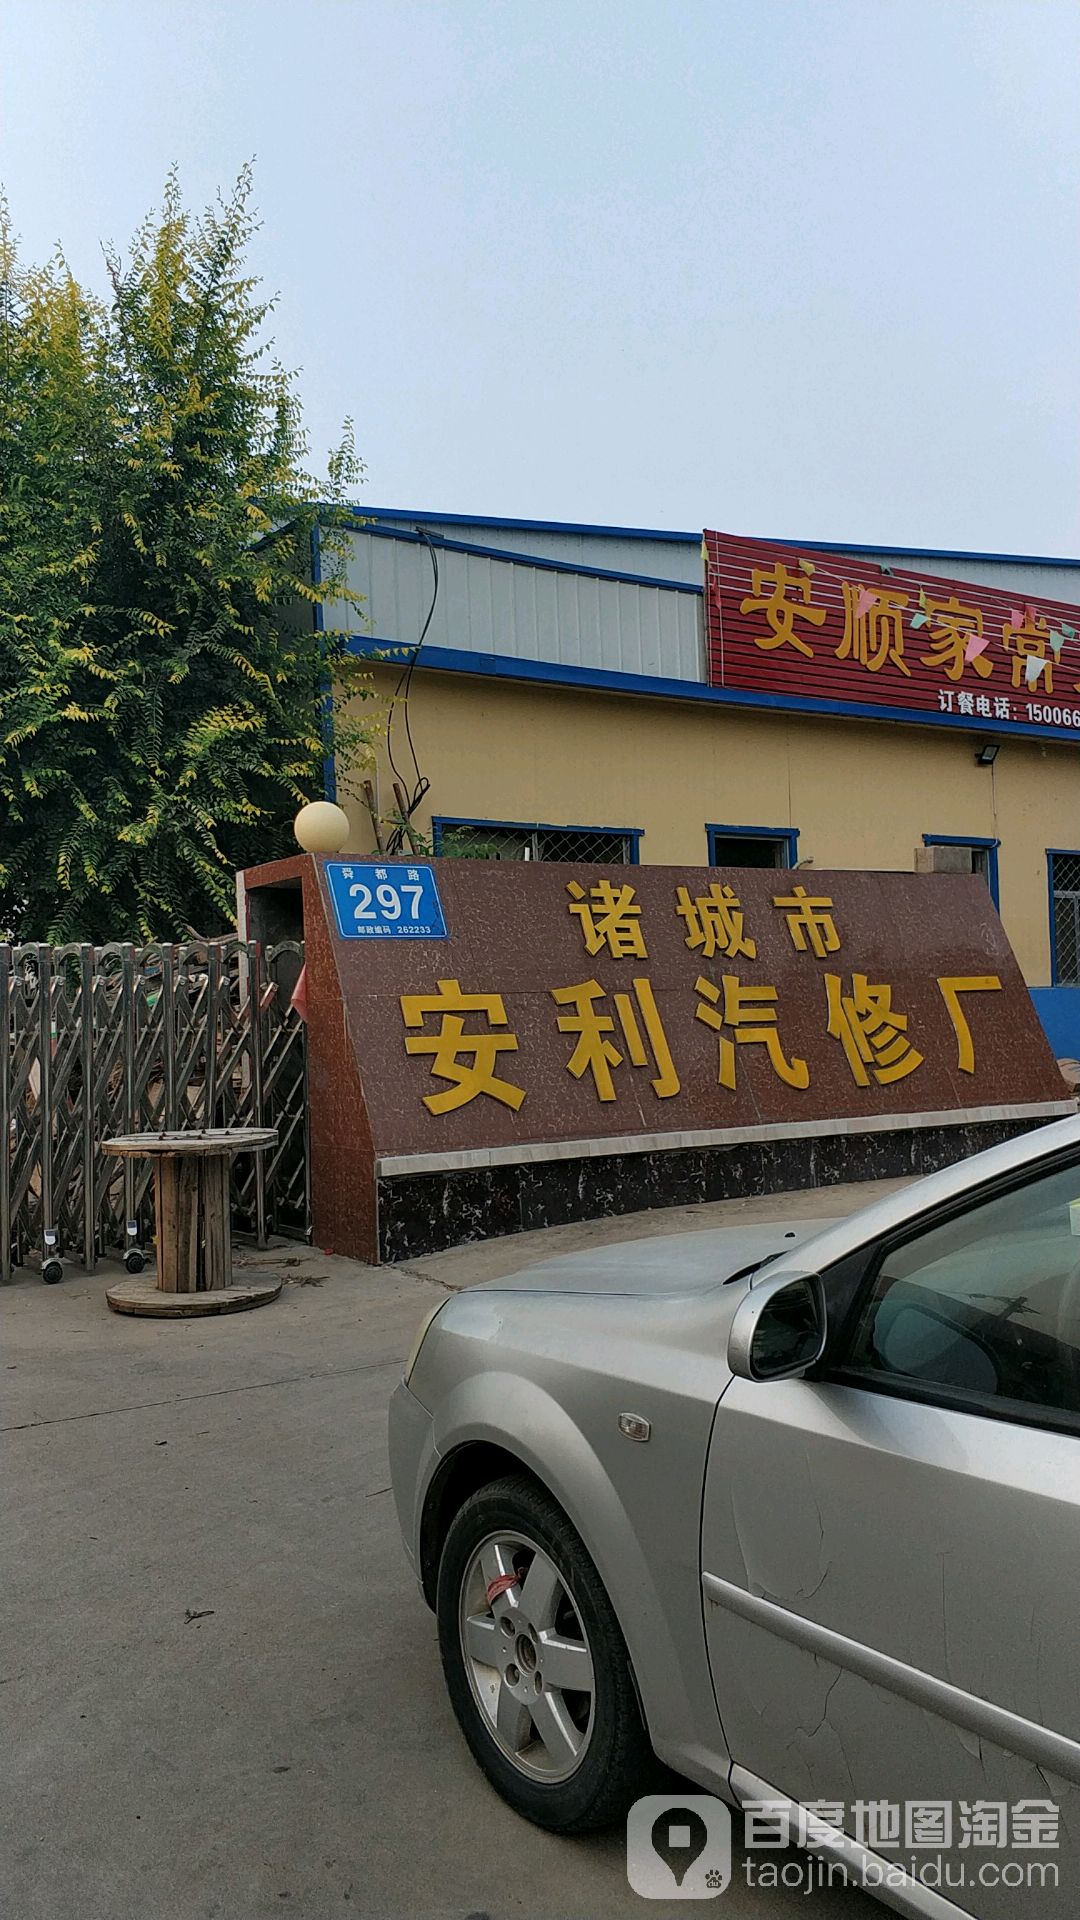 安顺家常
订餐电话：15006
舜都路
297
邮政编码 262233
诸城市
安利汽修厂
百度地图淘金
taojin.baidu.com